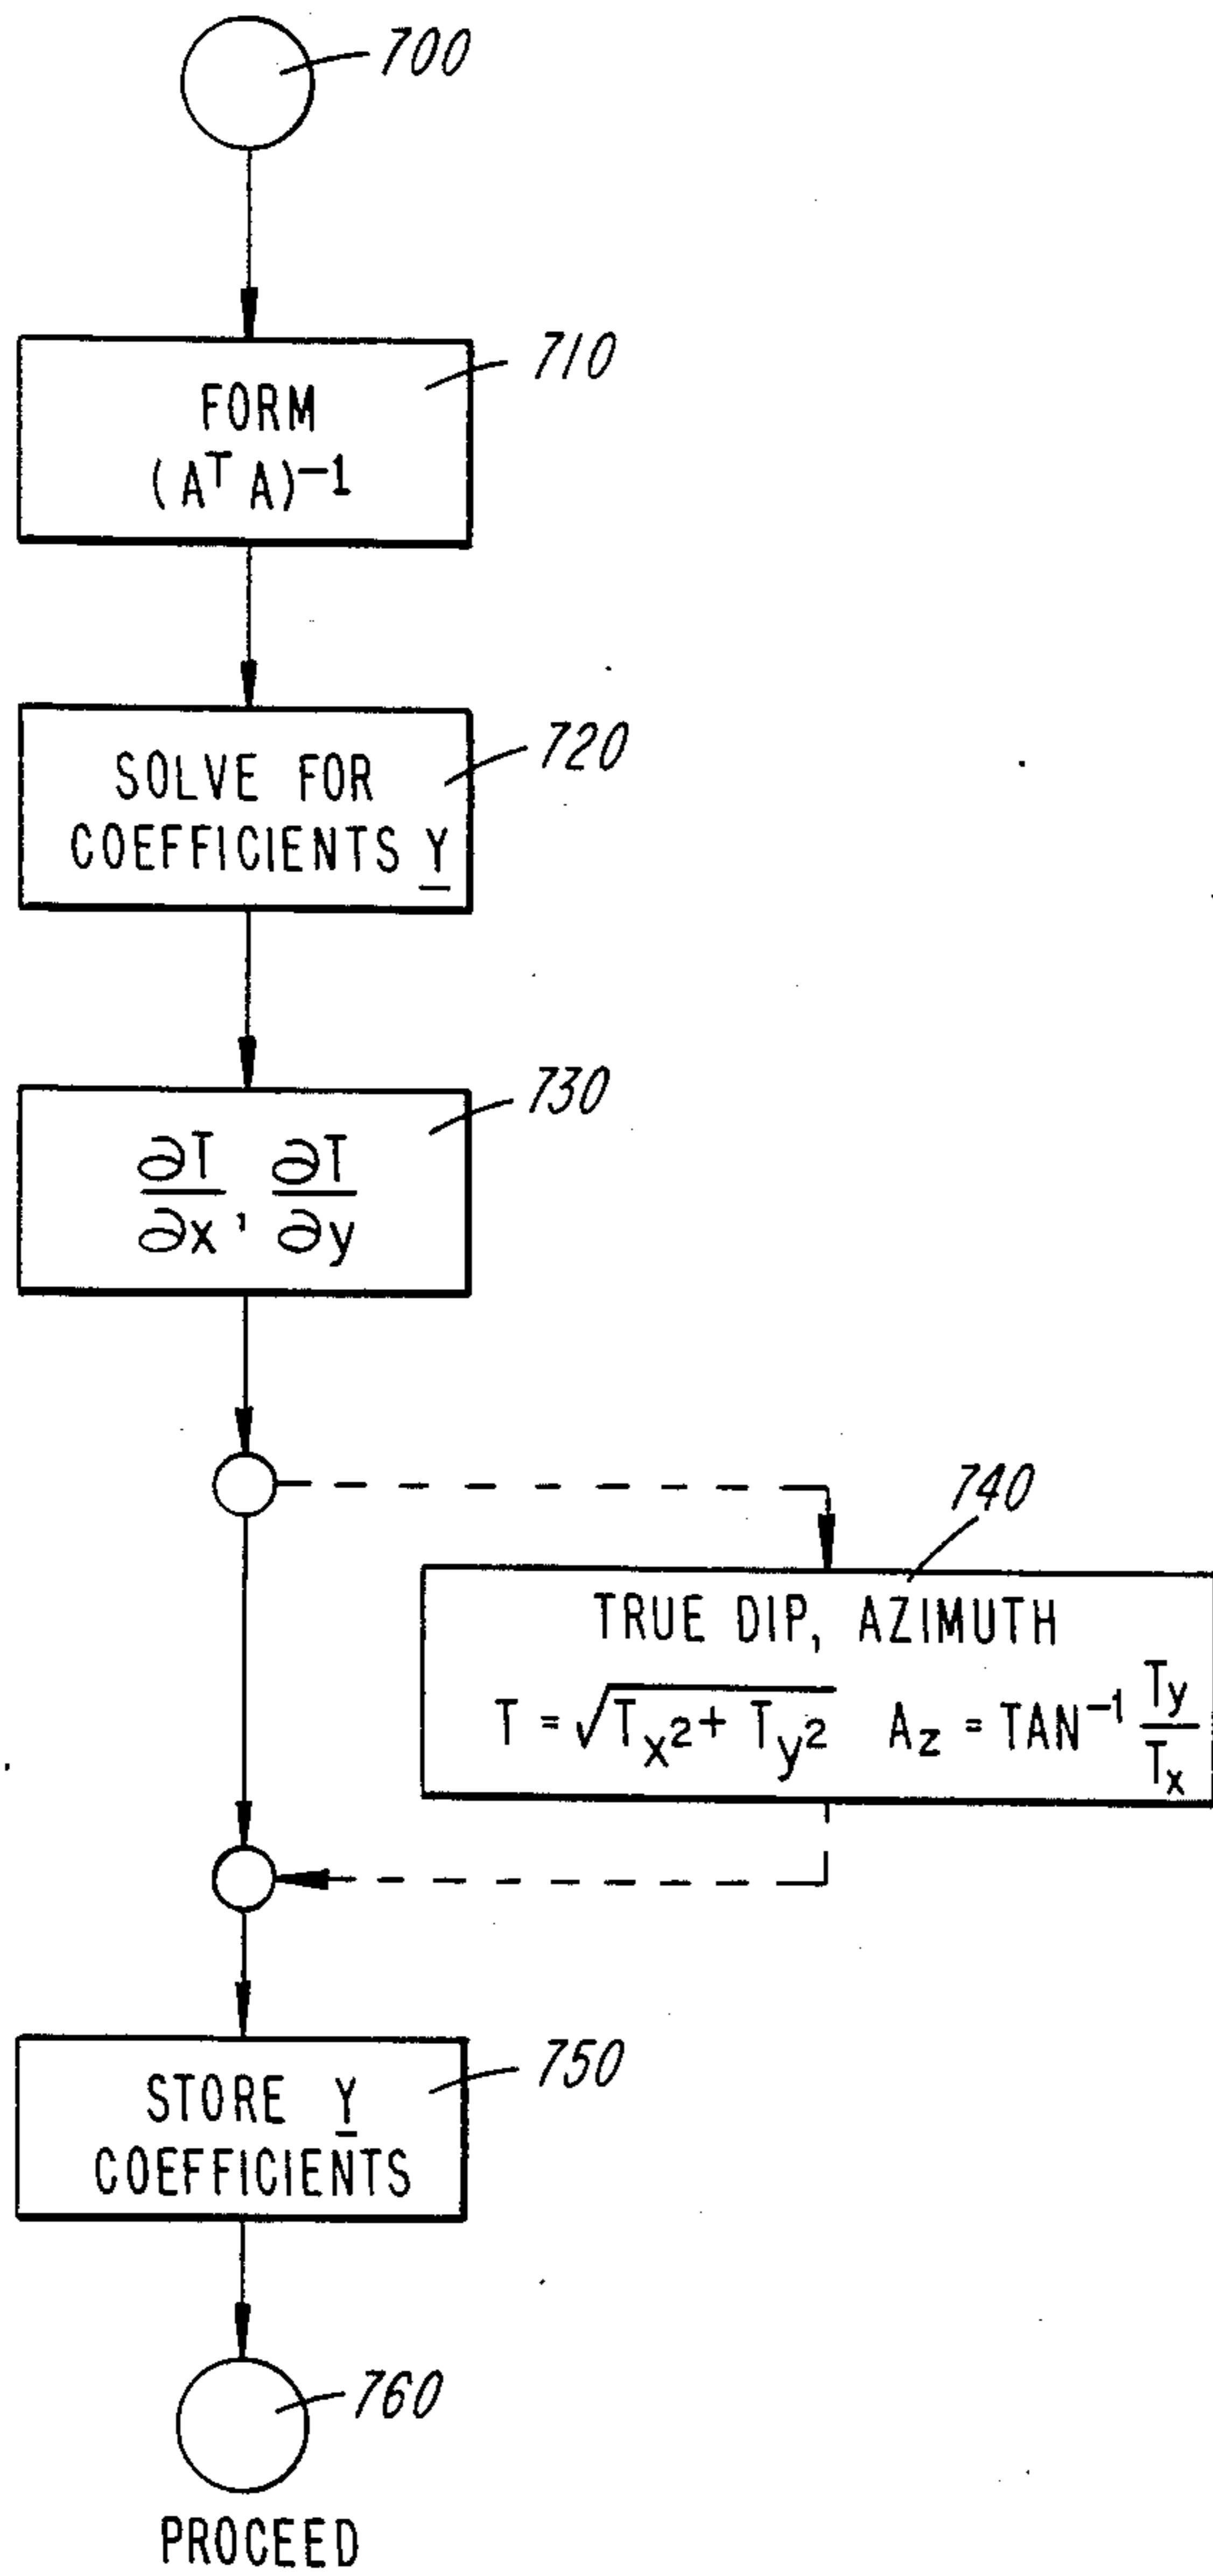 700
710
FORM
(Aᵀ A)⁻¹
720
SOLVE FOR
COEFFICIENTS Y
730
∂T/∂x, ∂T/∂y
740
TRUE DIP, AZIMUTH
T = √Tx² + Ty² Az = TAN⁻¹ Ty/Tx
750
STORE Y
COEFFICIENTS
760
PROCEED